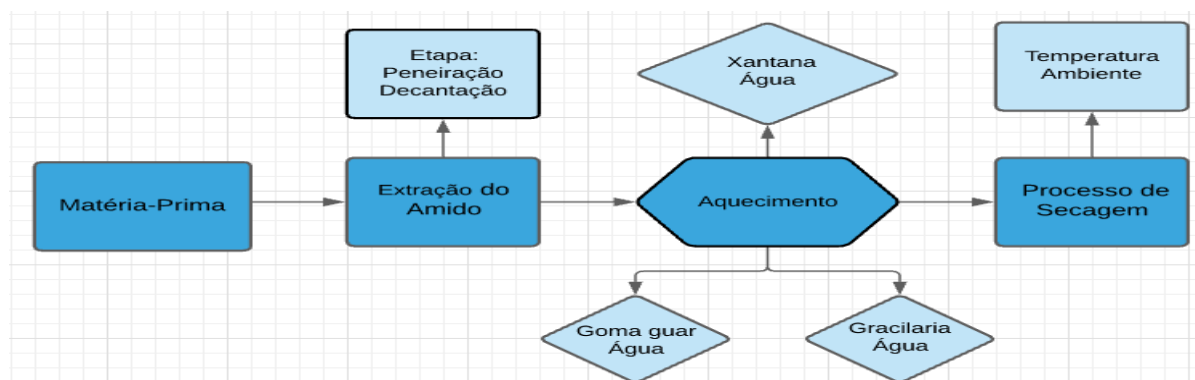 Etapa:
Peneiração
Decantação
Xantana
Água
Temperatura
Ambiente
Matéria-Prima
Extração do
Amido
Aquecimento
Processo de
Secagem
Goma guar
Água
Gracilaria
Água